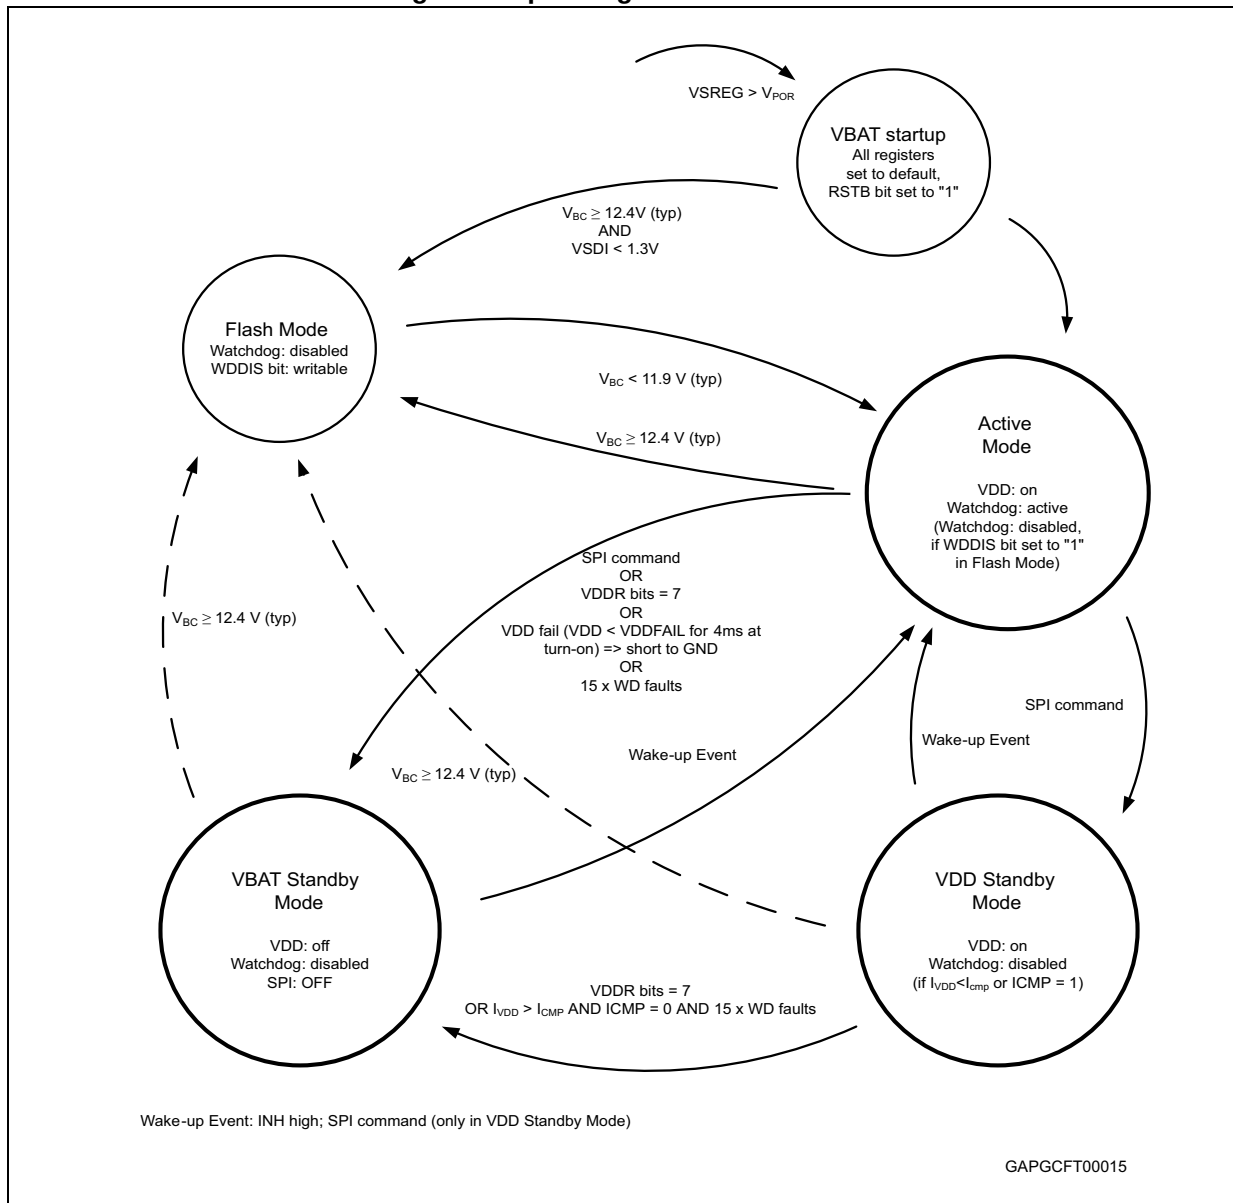 VSREG > VPOR
VBAT startup
All registers
set to default,
RSTB bit set to "1"
VBC ≥ 12.4V (typ)
AND
VSDI < 1.3V
Flash Mode
Watchdog: disabled
WDDIS bit: writable
VBC < 11.9 V (typ)
VBC ≥ 12.4 V (typ)
Active
Mode
VDD: on
Watchdog: active
(Watchdog: disabled,
if WDDIS bit set to "1"
in Flash Mode)
SPI command
OR
VDDR bits = 7
OR
VDD fail (VDD < VDDFAIL for 4ms at
turn-on) => short to GND
OR
15 x WD faults
VBC ≥ 12.4 V (typ)
SPI command
Wake-up Event
Wake-up Event
VBC ≥ 12.4 V (typ)
VBAT Standby
Mode
VDD: off
Watchdog: disabled
SPI: OFF
VDD Standby
Mode
VDD: on
Watchdog: disabled
(if IVDD<Icmp or ICMP = 1)
VDDR bits = 7
OR IVDD > ICMP AND ICMP = 0 AND 15 x WD faults
Wake-up Event: INH high; SPI command (only in VDD Standby Mode)
GAPGCFT00015